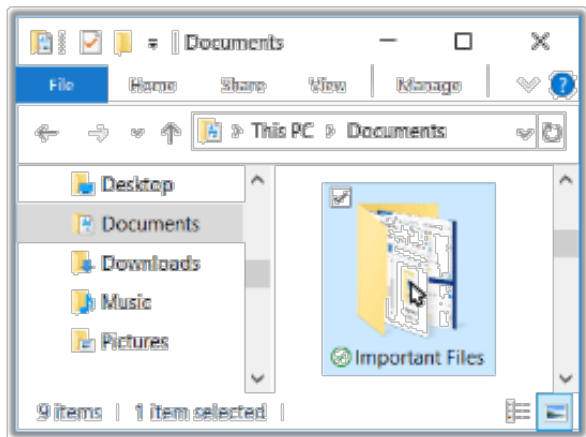 Documents
File Home Share View Manage ?
This PC Documents
Desktop
Documents
Downloads
Music
Pictures
Important Files
9 items 1 item selected